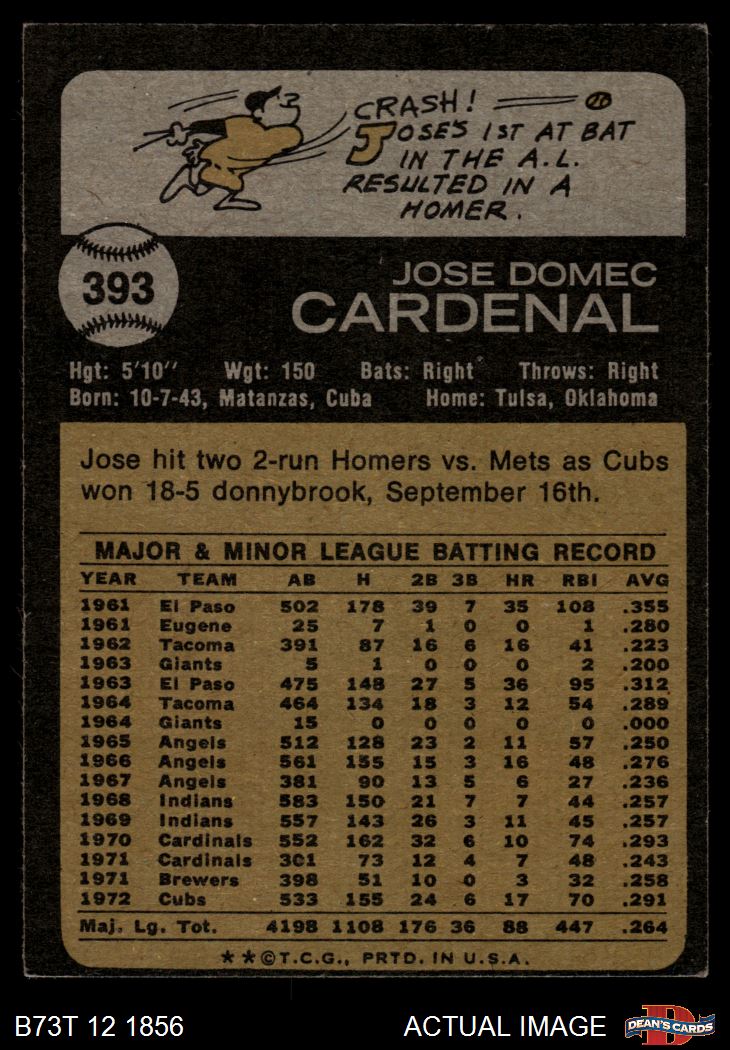 CRASH!
JOSE'S 1ST AT BAT
IN THE A.L.
RESULTED IN A
HOMER.
393
JOSE DOMEC
CARDENAL
Hgt: 5'10'' Wgt: 150 Bats: Right Throws: Right
Born: 10-7-43, Matanzas, Cuba Home: Tulsa, Oklahoma
Jose hit two 2-run Homers vs. Mets as Cubs
won 18-5 donnybrook, September 16th.
MAJOR & MINOR LEAGUE BATTING RECORD
YEAR TEAM AB H 2B 3B HR RBI AVG
1961 El Paso 502 178 39 7 35 108 .355
1961 Eugene 25 7 1 0 0 1 .280
1962 Tacoma 391 87 16 6 16 41 .223
1963 Giants 5 1 0 0 0 2 .200
1963 El Paso 475 148 27 5 36 95 .312
1964 Tacoma 464 134 18 3 12 54 .289
1964 Giants 15 0 0 0 0 0 .000
1965 Angels 512 128 23 2 11 57 .250
1966 Angels 561 155 15 3 16 48 .276
1967 Angels 381 90 13 5 6 27 .236
1968 Indians 583 150 21 7 7 44 .257
1969 Indians 557 143 26 3 11 45 .257
1970 Cardinals 552 162 32 6 10 74 .293
1971 Cardinals 301 73 12 4 7 48 .243
1971 Brewers 398 51 10 0 3 32 .258
1972 Cubs 533 155 24 6 17 70 .291
Maj. Lg. Tot. 4198 1108 176 36 88 447 .264
★★©T.C.G., PRTD. IN U.S.A.
B73T 12 1856 ACTUAL IMAGE D DEAN'S CARDS